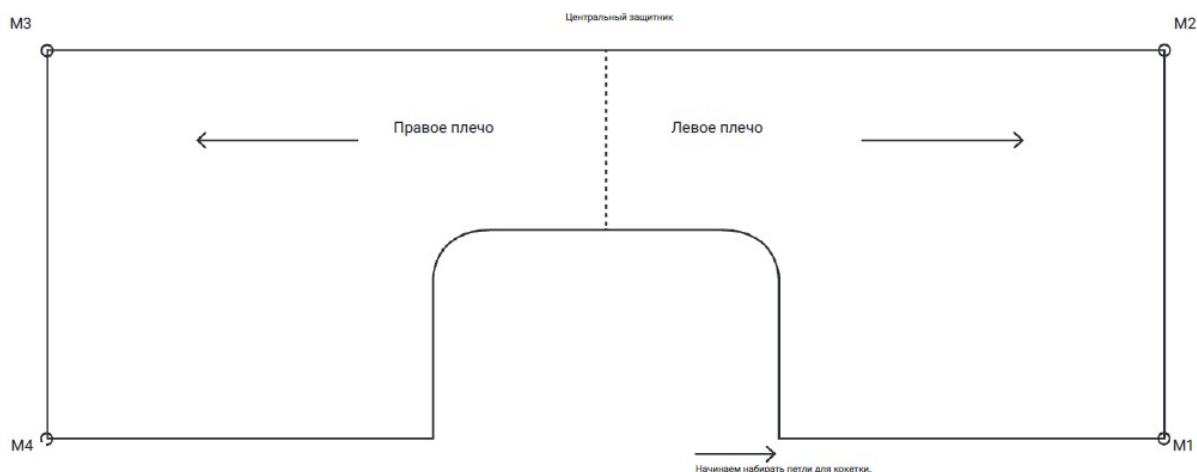 Центральный защитник
M3
M2
Правое плечо
Левое плечо
M4
M1
Начинаем набирать петли для кокетки.